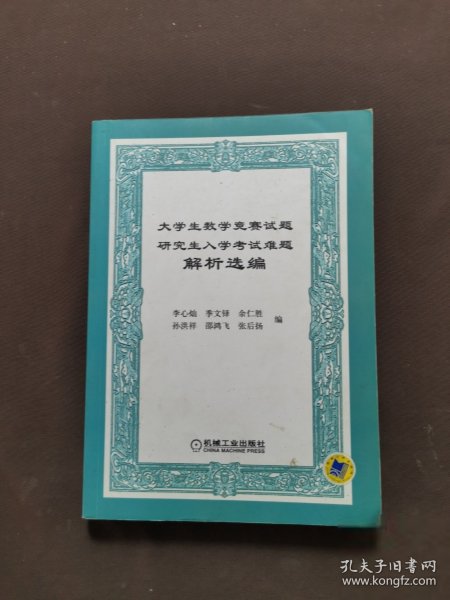 大学生数学竞赛试题
研究生入学考试难题
解析选编
李心灿 季文铎 余仁胜
孙洪祥 邵鸿飞 张后扬 编
机械工业出版社
CHINA MACHINE PRESS
孔夫子旧书网
www.kongfz.com